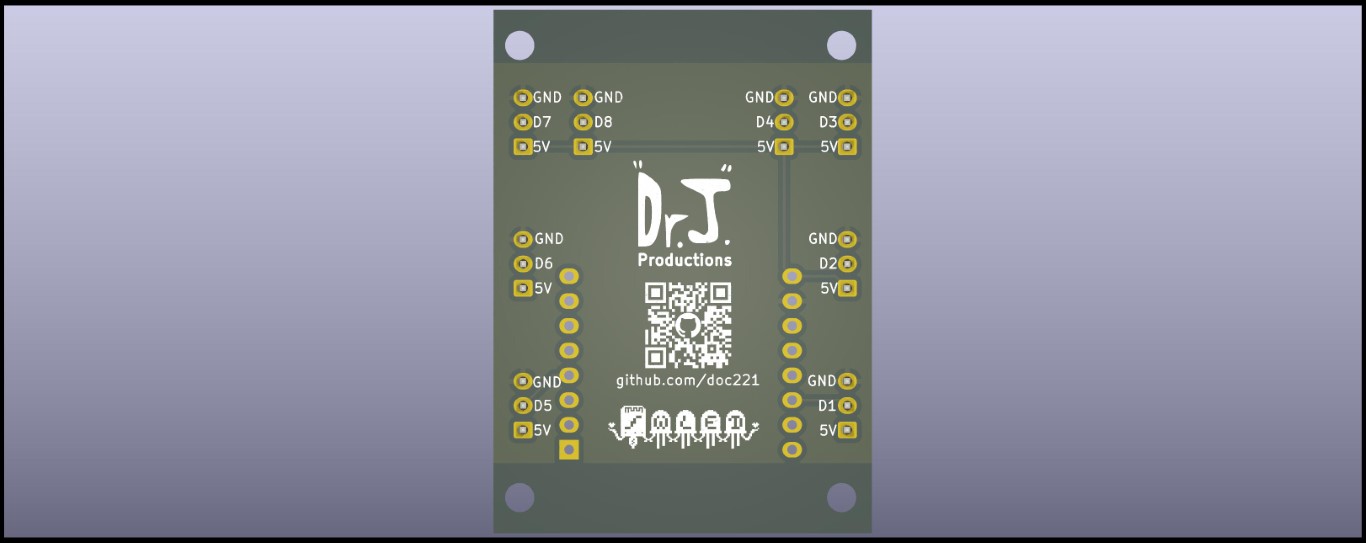 GND GND GND GND
D7 D8 D4 D3
5V 5V 5V 5V
"Dr.J."
Productions
GND GND
D6 D2
5V 5V
github.com/doc221
GND GND
D5 D1
5V 5V
WLED